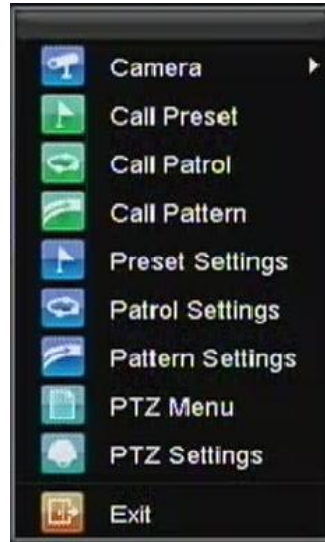 Camera
Call Preset
Call Patrol
Call Pattern
Preset Settings
Patrol Settings
Pattern Settings
PTZ Menu
PTZ Settings
Exit